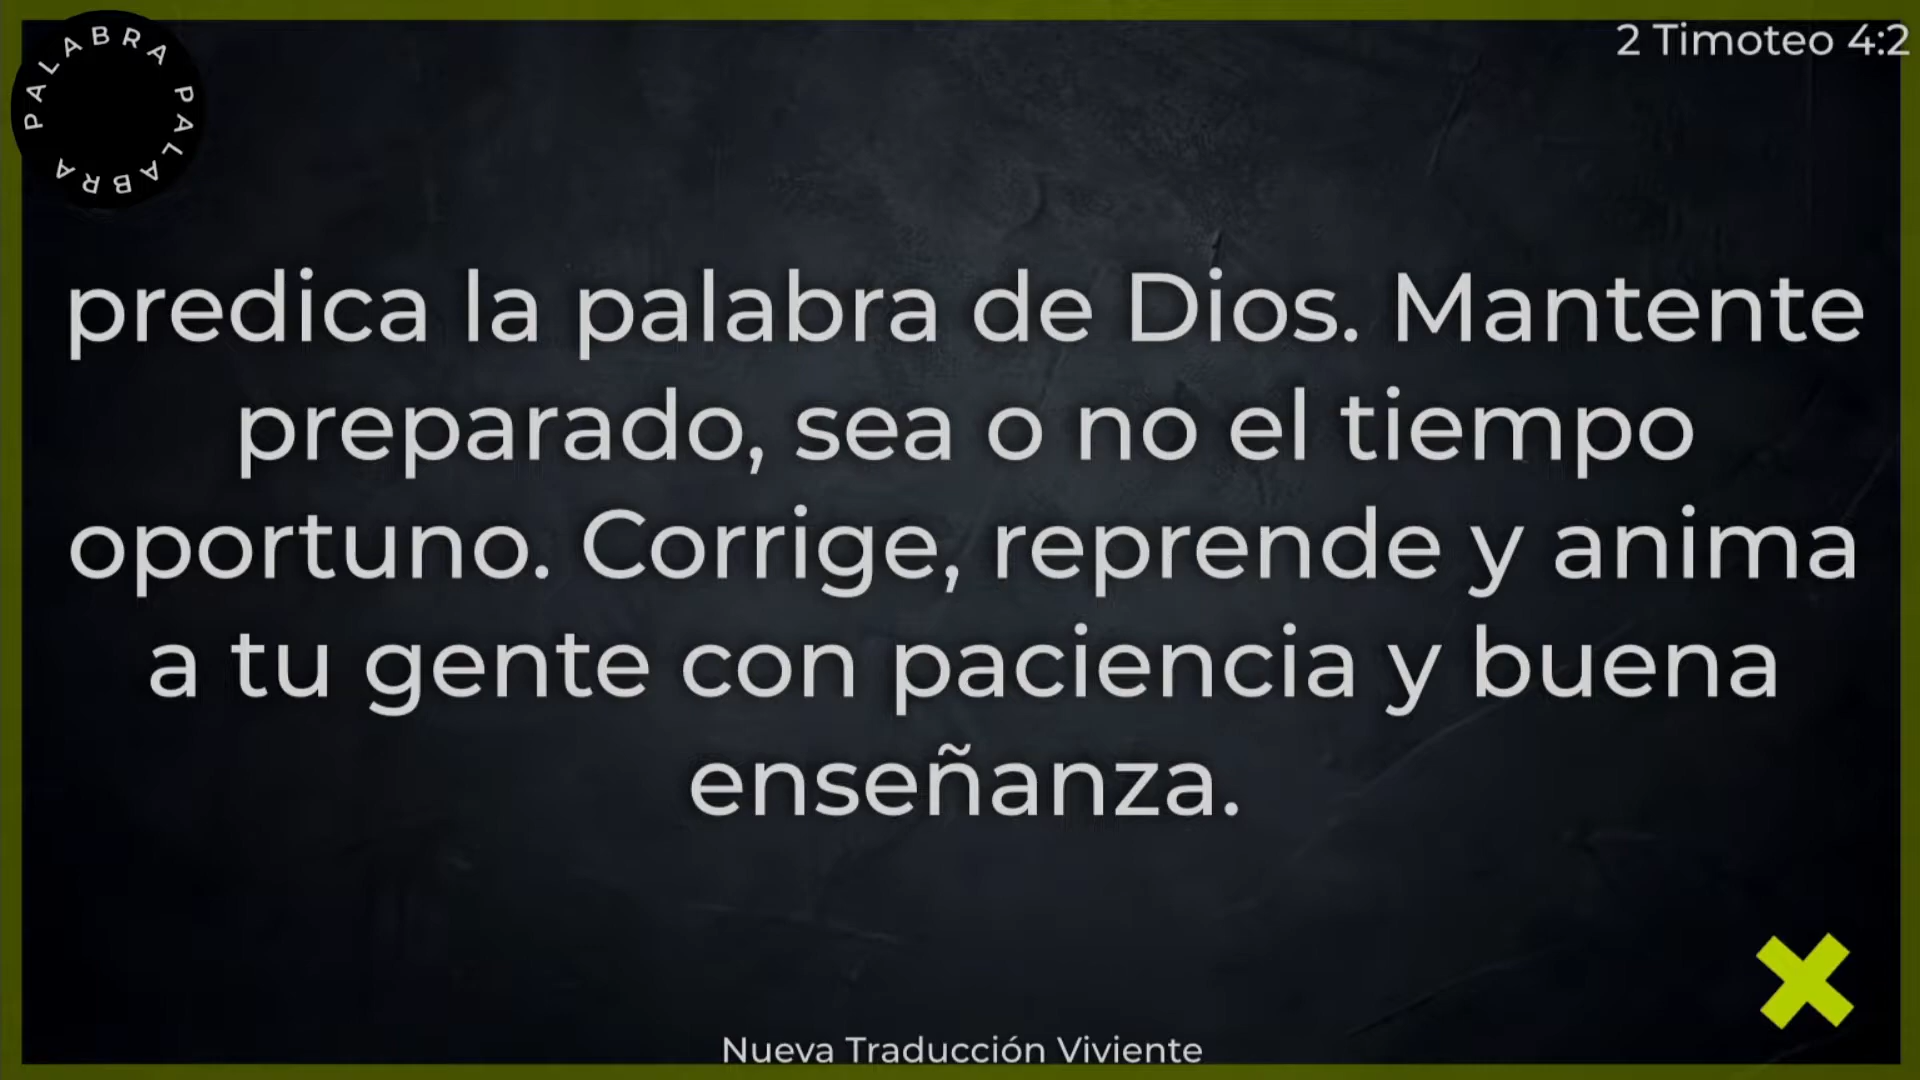 PALABRA PALABRA
2 Timoteo 4:2
predica la palabra de Dios. Mantente
preparado, sea o no el tiempo
oportuno. Corrige, reprende y anima
a tu gente con paciencia y buena
enseñanza.
Nueva Traducción Viviente